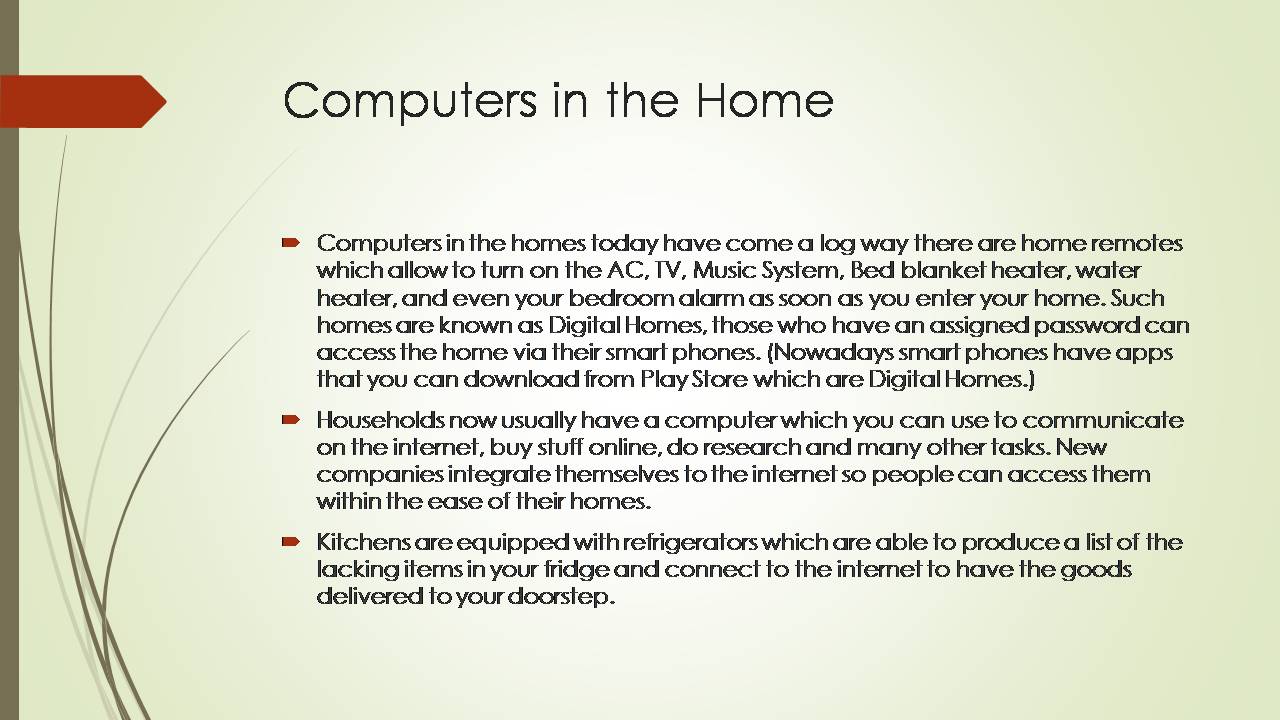 Computers in the Home
Computers in the homes today have come a log way there are home remotes
which allow to turn on the AC, TV, Music System, Bed blanket heater, water
heater, and even your bedroom alarm as soon as you enter your home. Such
homes are known as Digital Homes, those who have an assigned password can
access the home via their smart phones. (Nowadays smart phones have apps
that you can download from Play Store which are Digital Homes.)
Households now usually have a computer which you can use to communicate
on the internet, buy stuff online, do research and many other tasks. New
companies integrate themselves to the internet so people can access them
within the ease of their homes.
Kitchens are equipped with refrigerators which are able to produce a list of the
lacking items in your fridge and connect to the internet to have the goods
delivered to your doorstep.